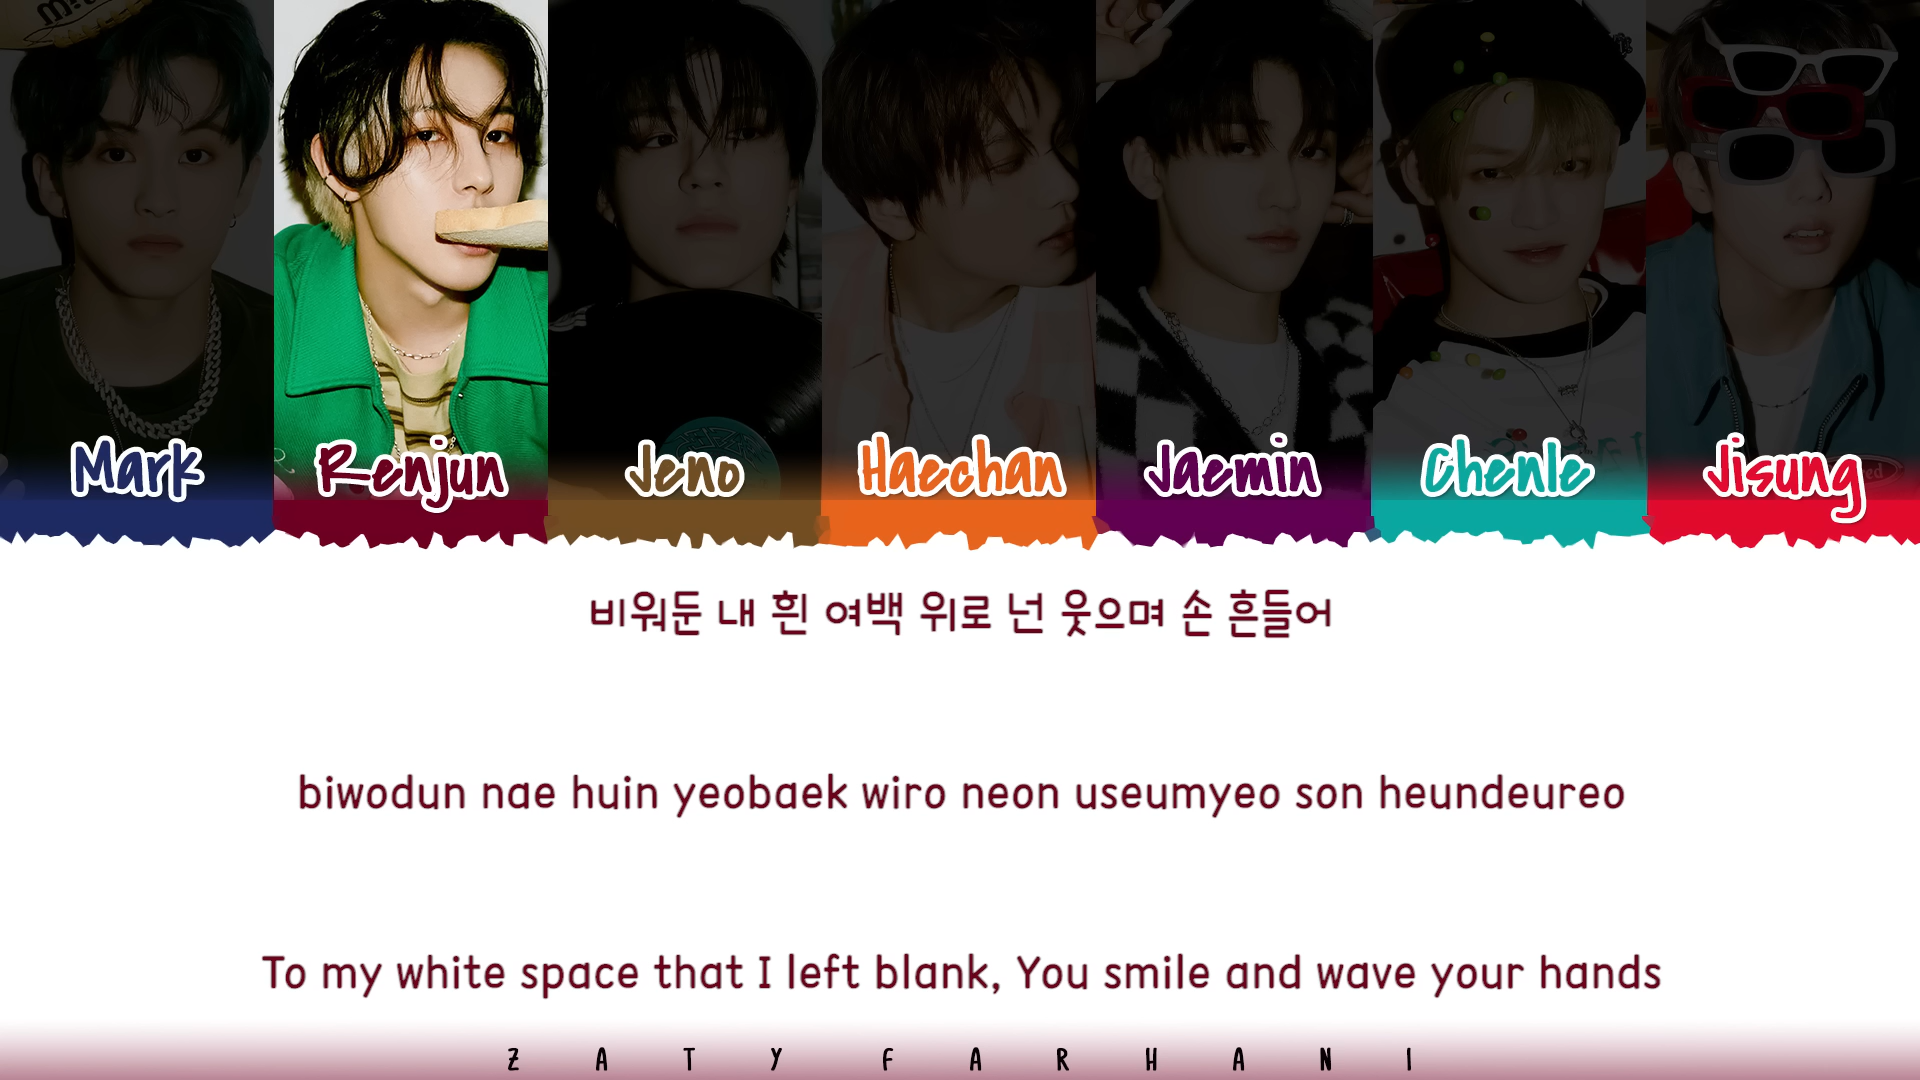 Mark Renjun Jeno Haechan Jaemin Chenle Jisung
비워둔 내 흰 여백 위로 넌 웃으며 손 흔들어
biwodun nae huin yeobaek wiro neon useumyeo son heundeureo
To my white space that I left blank, You smile and wave your hands
ZATY FARHANI